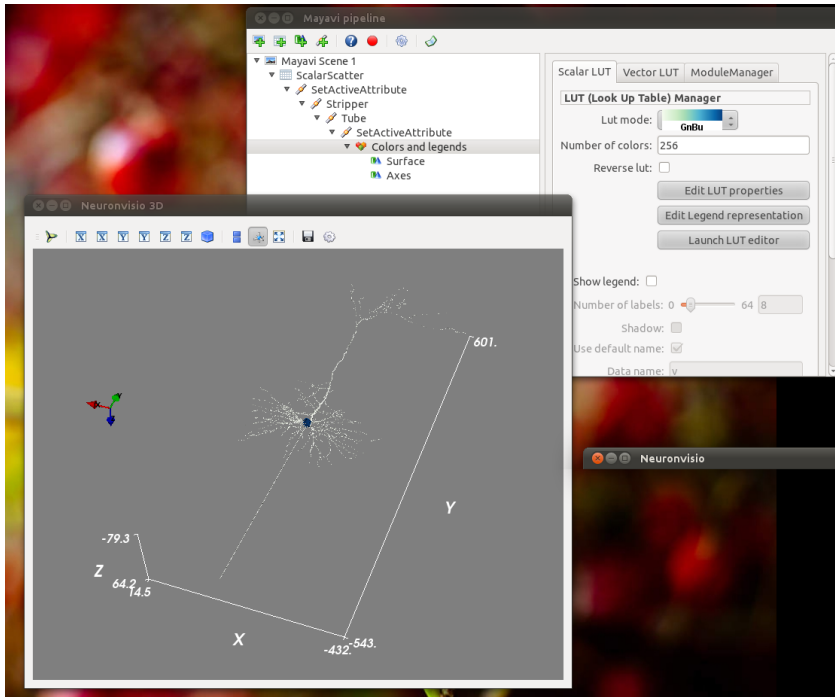 Mayavi pipeline
Mayavi Scene 1
ScalarScatter
SetActiveAttribute
Stripper
Tube
SetActiveAttribute
Colors and legends
Surface
Axes
Scalar LUT Vector LUT ModuleManager
LUT (Look Up Table) Manager
Lut mode: GnBu
Number of colors: 256
Reverse lut:
Edit LUT properties
Edit Legend representation
Launch LUT editor
Show legend:
Number of labels: 0 64 8
Shadow:
Use default name:
Data name: v
Neuronvisio 3D
X X Y Y Z Z
601.
Y
-79.3
Z
64.2
14.5
X
-432.
-543.
Neuronvisio